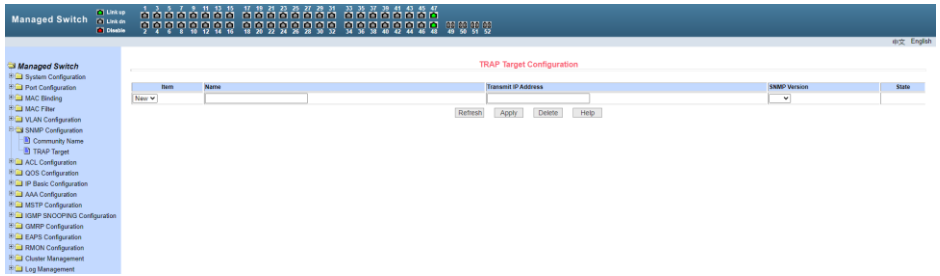 Managed Switch
Link up
Link dn
Disable
1 3 5 7 9 11 13 15 17 19 21 23 25 27 29 31 33 35 37 39 41 43 45 47
2 4 6 8 10 12 14 16 18 20 22 24 26 28 30 32 34 36 38 40 42 44 46 48 49 50 51 52
中文 English
Managed Switch
System Configuration
Port Configuration
MAC Binding
MAC Filter
VLAN Configuration
SNMP Configuration
Community Name
TRAP Target
ACL Configuration
QOS Configuration
IP Basic Configuration
AAA Configuration
MSTP Configuration
IGMP SNOOPING Configuration
GMRP Configuration
EAPS Configuration
RMON Configuration
Cluster Management
Log Management
TRAP Target Configuration
Item Name Transmit IP Address SNMP Version State
New
Refresh Apply Delete Help